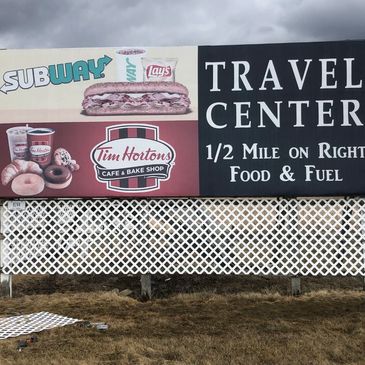 SUBWAY
Lay's
Tim Hortons
CAFE & BAKE SHOP
TRAVEL
CENTER
1/2 MILE ON RIGHT
FOOD & FUEL